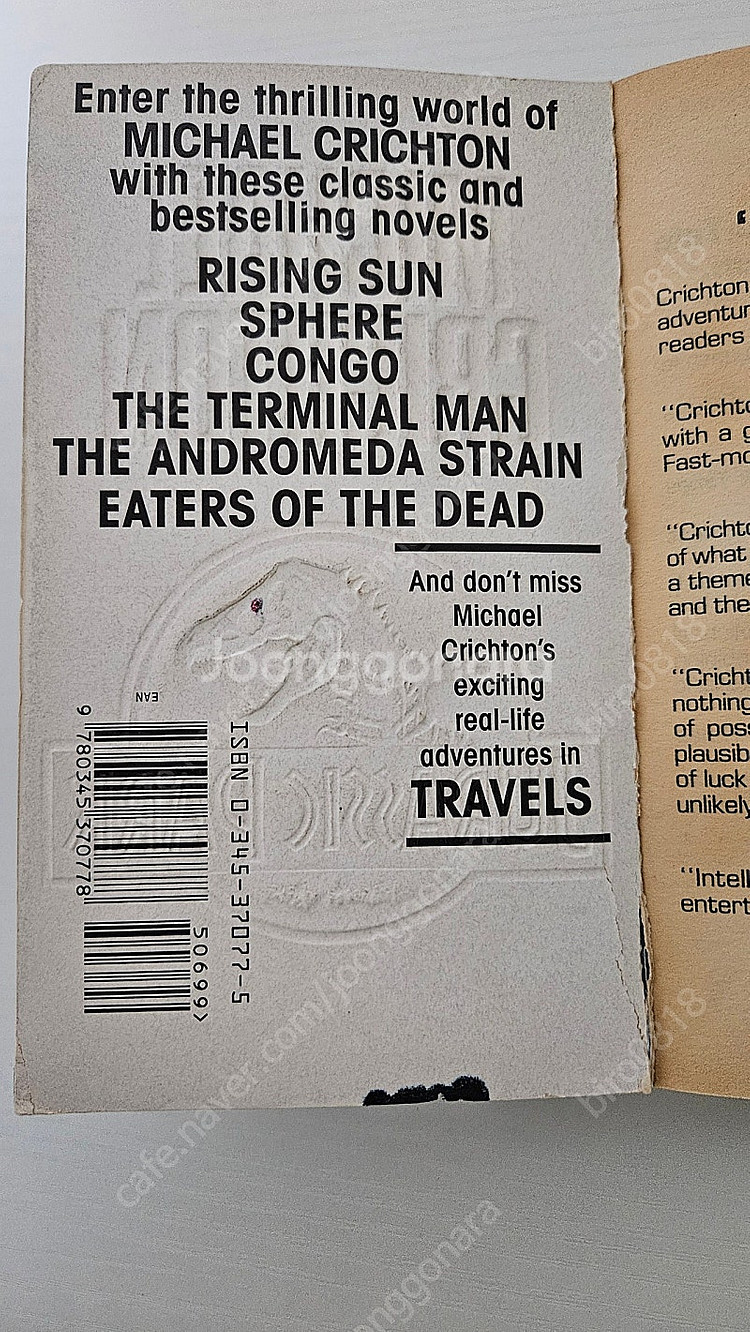 Enter the thrilling world of
MICHAEL CRICHTON
with these classic and
bestselling novels
RISING SUN
SPHERE
CONGO
THE TERMINAL MAN
THE ANDROMEDA STRAIN
EATERS OF THE DEAD
And don't miss
Michael
Crichton's
exciting
real-life
adventures in
TRAVELS
EAN
9 780345 370778
ISBN 0-345-37077-5
50699>
Crichton
adventur
readers
"Crichto
with a g
Fast-mo
"Crichto
of what
a theme
and the
"Cricht
nothing
of poss
plausib
of luck
unlikely
"Intell
entert
Joonggonara
biro0818
biro0818
biro0818
cafe.naver.com/joonggonara
joonggonara